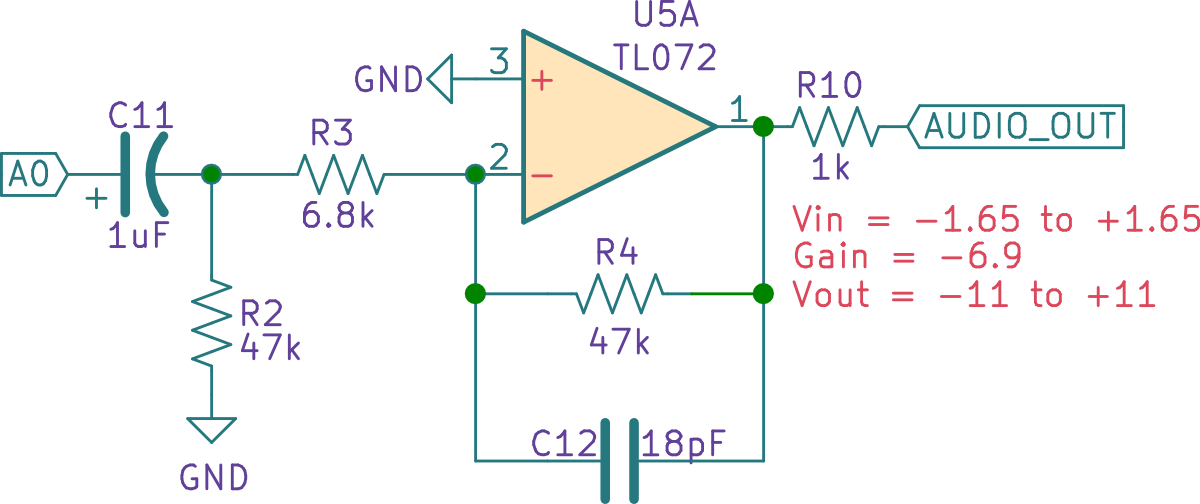 U5A
TL072
3
GND
+
1
R10
AUDIO_OUT
1k
C11
R3
A0
+
6.8k
2
−
1uF
Vin = −1.65 to +1.65
Gain = −6.9
Vout = −11 to +11
R4
47k
R2
47k
C12
18pF
GND